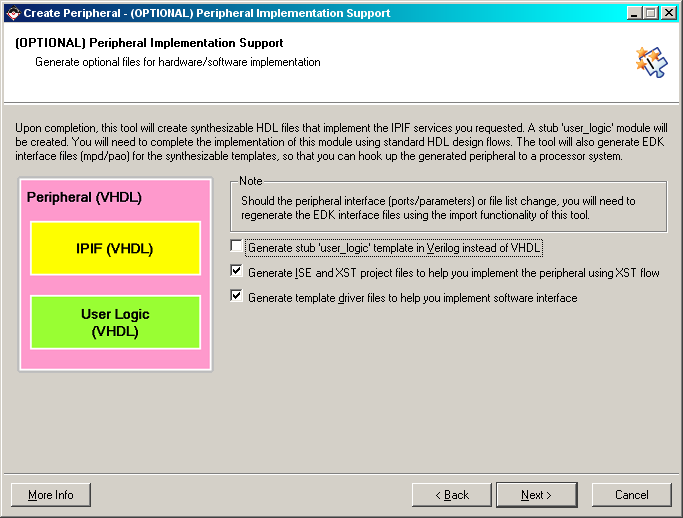 Create Peripheral - (OPTIONAL) Peripheral Implementation Support
(OPTIONAL) Peripheral Implementation Support
Generate optional files for hardware/software implementation
Upon completion, this tool will create synthesizable HDL files that implement the IPIF services you requested. A stub 'user_logic' module will
be created. You will need to complete the implementation of this module using standard HDL design flows. The tool will also generate EDK
interface files (mpd/pao) for the synthesizable templates, so that you can hook up the generated peripheral to a processor system.
Peripheral (VHDL)
IPIF (VHDL)
User Logic
(VHDL)
Note
Should the peripheral interface (ports/parameters) or file list change, you will need to
regenerate the EDK interface files using the import functionality of this tool.
Generate stub 'user_logic' template in Verilog instead of VHDL
Generate ISE and XST project files to help you implement the peripheral using XST flow
Generate template driver files to help you implement software interface
More Info
< Back
Next >
Cancel